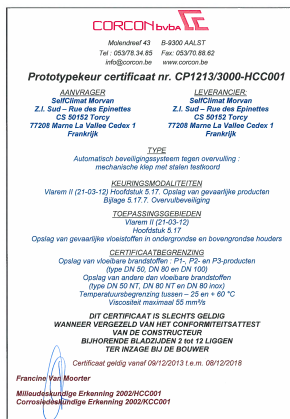 CORCON bvba
Molendreef 43 B-9300 AALST
Tel : 053/78.34.85 Fax: 053/70.88.62
info@corcon.be www.corcon.be
Prototypekeur certificaat nr. CP1213/3000-HCC001
AANVRAGER LEVERANCIER:
SelfClimat Morvan SelfClimat Morvan
Z.I. Sud – Rue des Epinettes Z.I. Sud – Rue des Epinettes
CS 50152 Torcy CS 50152 Torcy
77208 Marne La Vallee Cedex 1 77208 Marne La Vallee Cedex 1
Frankrijk Frankrijk
TYPE
Automatisch beveiligingssysteem tegen overvulling :
mechanische klep met stalen testkoord
KEURINGSMODALITEITEN
Vlarem II (21-03-12) Hoofdstuk 5.17. Opslag van gevaarlijke producten
Bijlage 5.17.7. Overvulbeveiliging
TOEPASSINGSGEBIEDEN
Vlarem II (21-03-12)
Hoofdstuk 5.17
Opslag van gevaarlijke vloeistoffen in ondergrondse en bovengrondse houders
CERTIFICAATBEGRENZING
Opslag van vloeibare brandstoffen : P1-, P2- en P3-producten
(type DN 50, DN 80 en DN 100)
Opslag van andere dan vloeibare brandstoffen
(type DN 50 NT, DN 80 NT en DN 80 inox)
Temperatuursbegrenzing tussen – 25 en + 60 °C
Viscositeit maximaal 55 mm²/s
DIT CERTIFICAAT IS SLECHTS GELDIG
WANNEER VERGEZELD VAN HET CONFORMITEITSATTEST
VAN DE CONSTRUCTEUR
BIJHORENDE BLADZIJDEN 2 tot 12 LIGGEN
TER INZAGE BIJ DE BOUWER
Certificaat geldig vanaf 09/12/2013 t.e.m. 08/12/2018
Francine Van Moorter
Milieudeskundige Erkenning 2002/HCC001
Corrosiedeskundige Erkenning 2002/KCC001